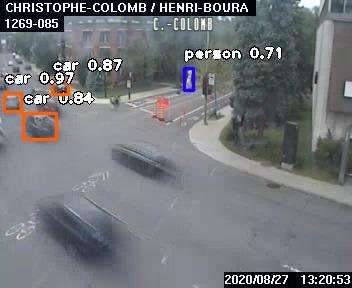 CHRISTOPHE-COLOMB / HENRI-BOURA
1269-085
C.-COLOMB
person 0.71
car 0.87
car 0.97
car 0.84
2020/08/27 13:20:53